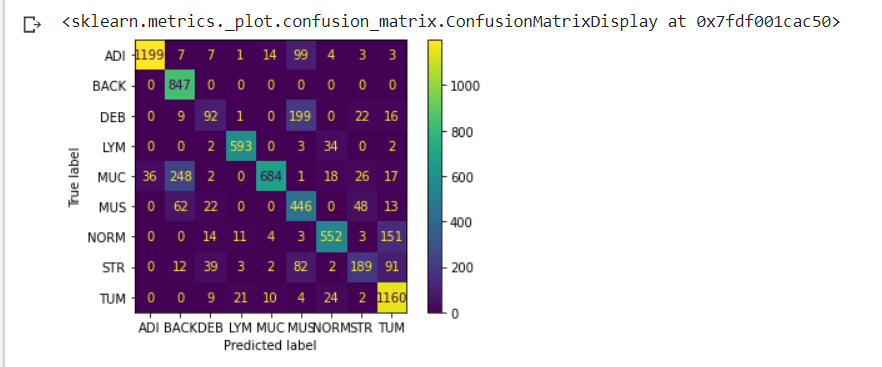 <sklearn.metrics._plot.confusion_matrix.ConfusionMatrixDisplay at 0x7fdf001cac50>
ADI 1199 7 7 1 14 99 4 3 3
BACK 0 847 0 0 0 0 0 0 0
DEB 0 9 92 1 0 199 0 22 16
LYM 0 0 2 593 0 3 34 0 2
MUC 36 248 2 0 684 1 18 26 17
MUS 0 62 22 0 0 446 0 48 13
NORM 0 0 14 11 4 3 552 3 151
STR 0 12 39 3 2 82 2 189 91
TUM 0 0 9 21 10 4 24 2 1160
ADI BACK DEB LYM MUC MUS NORM STR TUM
Predicted label
True label
1000
800
600
400
200
0